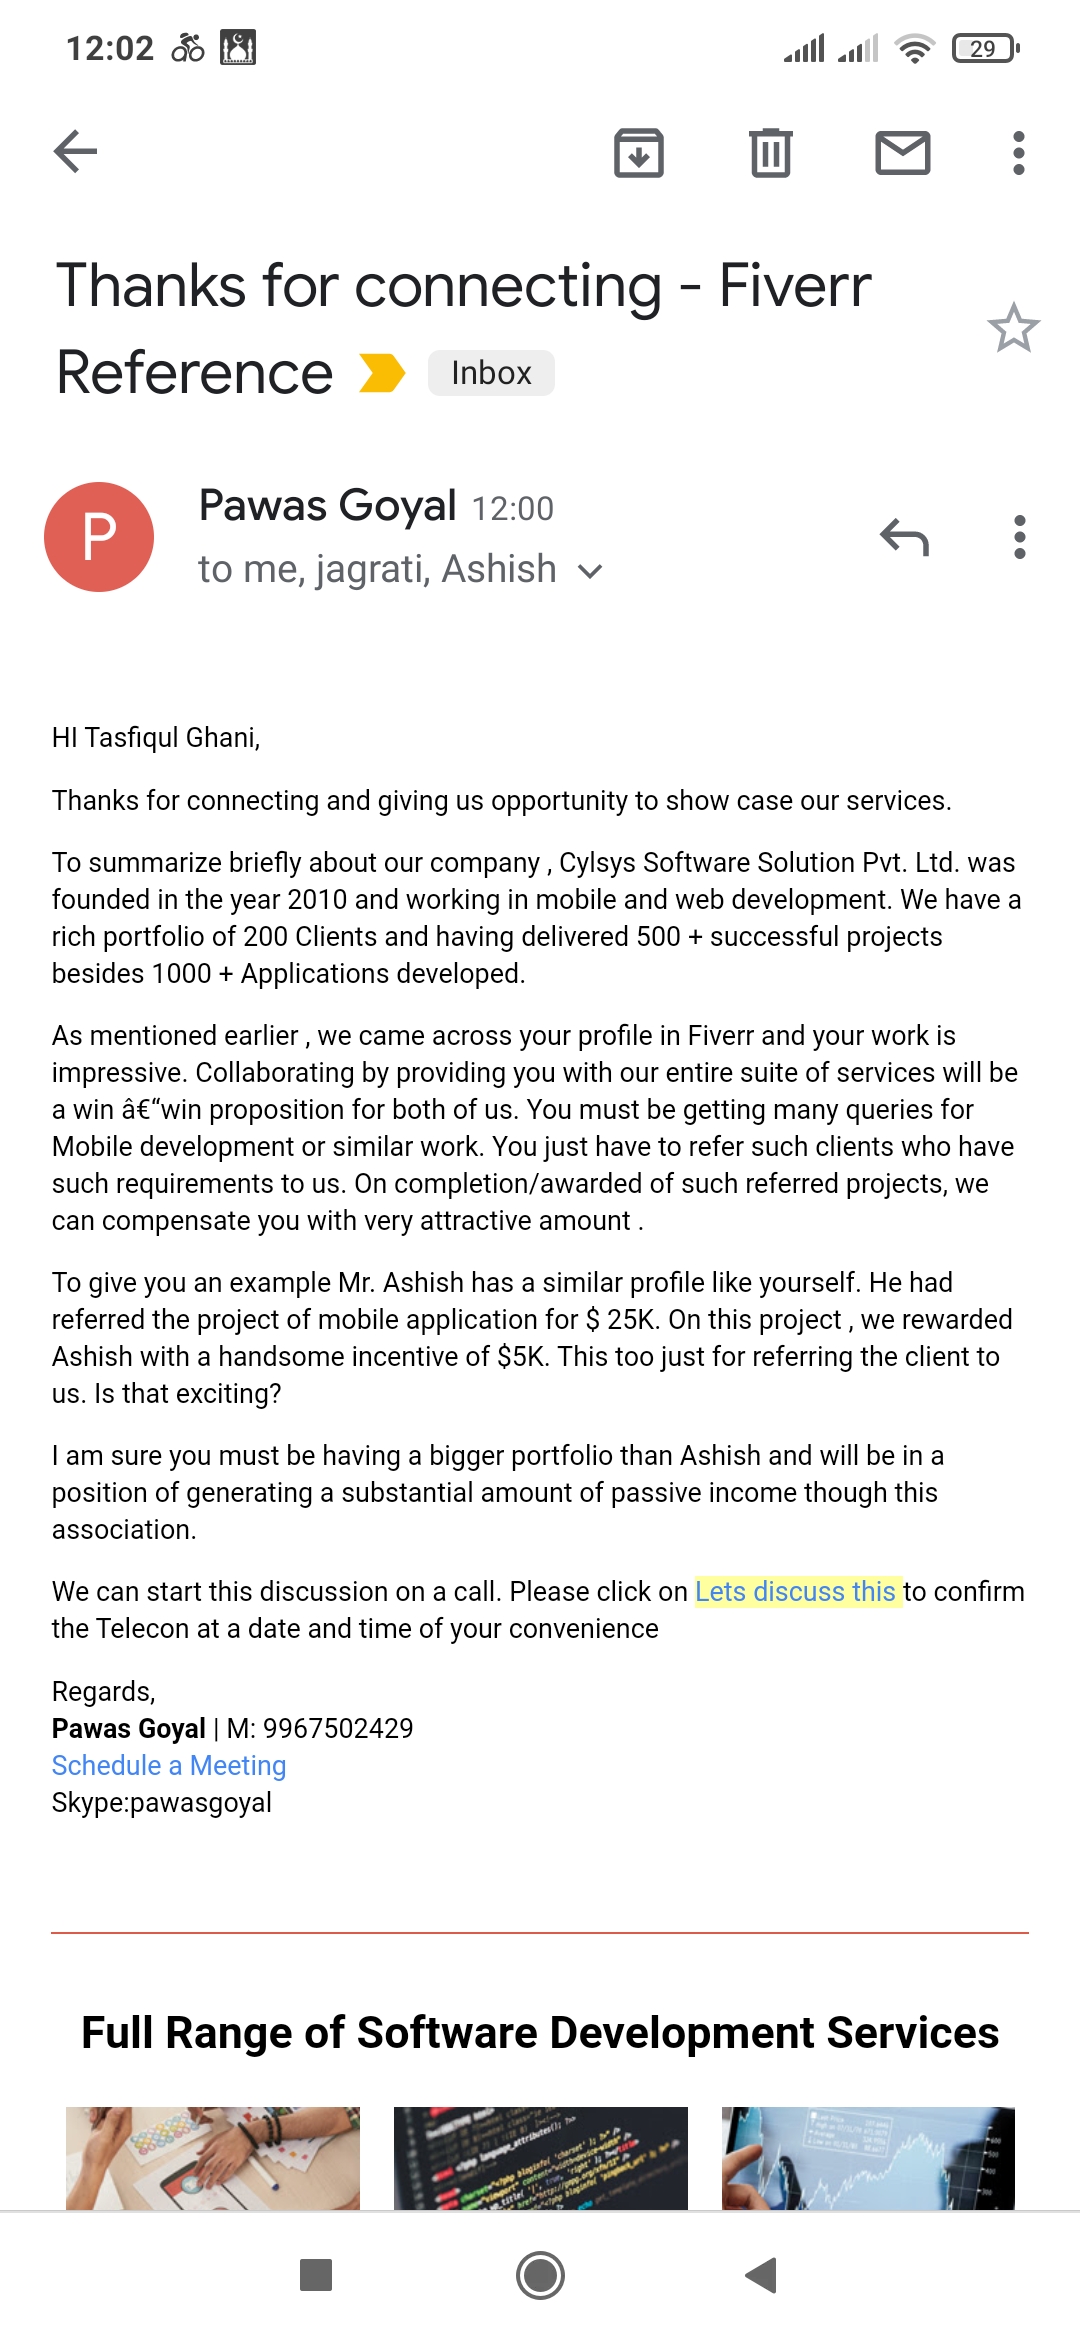 12:02
29
Thanks for connecting - Fiverr
Reference
Inbox
P
Pawas Goyal 12:00
to me, jagrati, Ashish
HI Tasfiqul Ghani,
Thanks for connecting and giving us opportunity to show case our services.
To summarize briefly about our company , Cylsys Software Solution Pvt. Ltd. was
founded in the year 2010 and working in mobile and web development. We have a
rich portfolio of 200 Clients and having delivered 500 + successful projects
besides 1000 + Applications developed.
As mentioned earlier , we came across your profile in Fiverr and your work is
impressive. Collaborating by providing you with our entire suite of services will be
a win â€“win proposition for both of us. You must be getting many queries for
Mobile development or similar work. You just have to refer such clients who have
such requirements to us. On completion/awarded of such referred projects, we
can compensate you with very attractive amount .
To give you an example Mr. Ashish has a similar profile like yourself. He had
referred the project of mobile application for $ 25K. On this project , we rewarded
Ashish with a handsome incentive of $5K. This too just for referring the client to
us. Is that exciting?
I am sure you must be having a bigger portfolio than Ashish and will be in a
position of generating a substantial amount of passive income though this
association.
We can start this discussion on a call. Please click on Lets discuss this to confirm
the Telecon at a date and time of your convenience
Regards,
Pawas Goyal | M: 9967502429
Schedule a Meeting
Skype:pawasgoyal
Full Range of Software Development Services